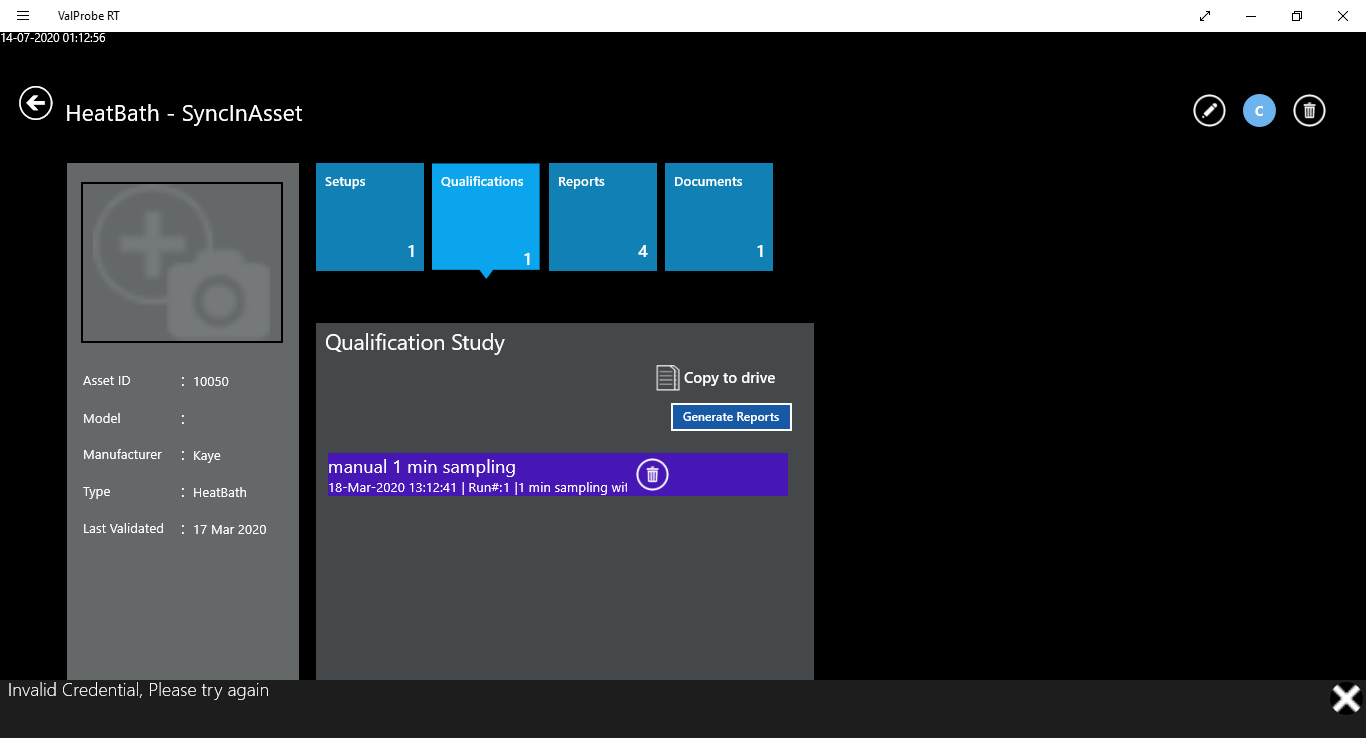 ValProbe RT
14-07-2020 01:12:56
HeatBath - SyncInAsset
C
Setups
1
Qualifications
1
Reports
4
Documents
1
Asset ID : 10050
Model :
Manufacturer : Kaye
Type : HeatBath
Last Validated : 17 Mar 2020
Qualification Study
Copy to drive
Generate Reports
manual 1 min sampling
18-Mar-2020 13:12:41 | Run#:1 |1 min sampling wit
Invalid Credential, Please try again